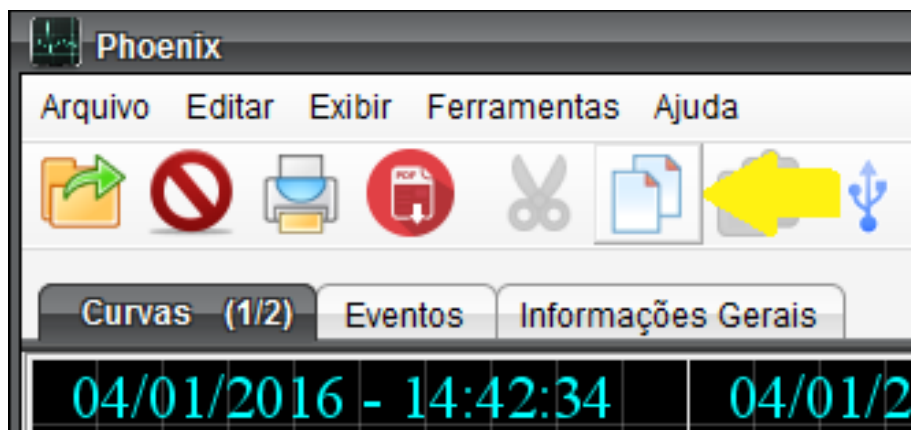 Phoenix
Arquivo Editar Exibir Ferramentas Ajuda
PDF
Curvas (1/2) Eventos Informações Gerais
04/01/2016 - 14:42:34 04/01/2